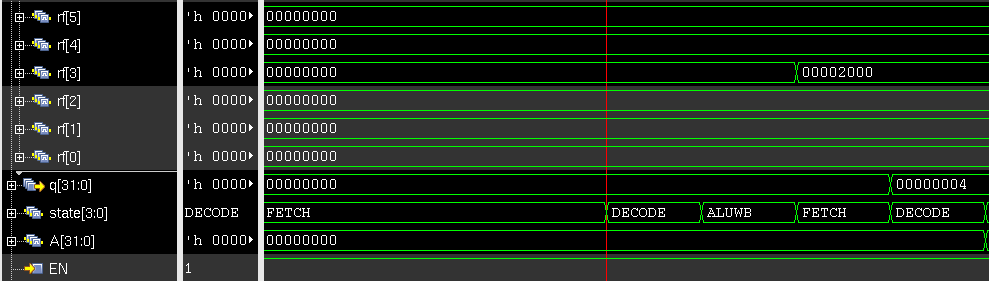 rf[5] 'h 0000 00000000
rf[4] 'h 0000 00000000
rf[3] 'h 0000 00000000 00002000
rf[2] 'h 0000 00000000
rf[1] 'h 0000 00000000
rf[0] 'h 0000 00000000
q[31:0] 'h 0000 00000000 00000004
state[3:0] DECODE FETCH DECODE ALUWB FETCH DECODE
A[31:0] 'h 0000 00000000
EN 1